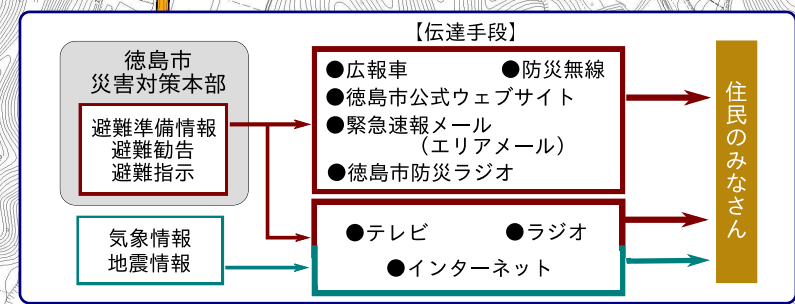 【伝達手段】
徳島市
災害対策本部
避難準備情報
避難勧告
避難指示
気象情報
地震情報
●広報車 ●防災無線
●徳島市公式ウェブサイト
●緊急速報メール
（エリアメール）
●徳島市防災ラジオ
●テレビ ●ラジオ
●インターネット
住民のみなさん